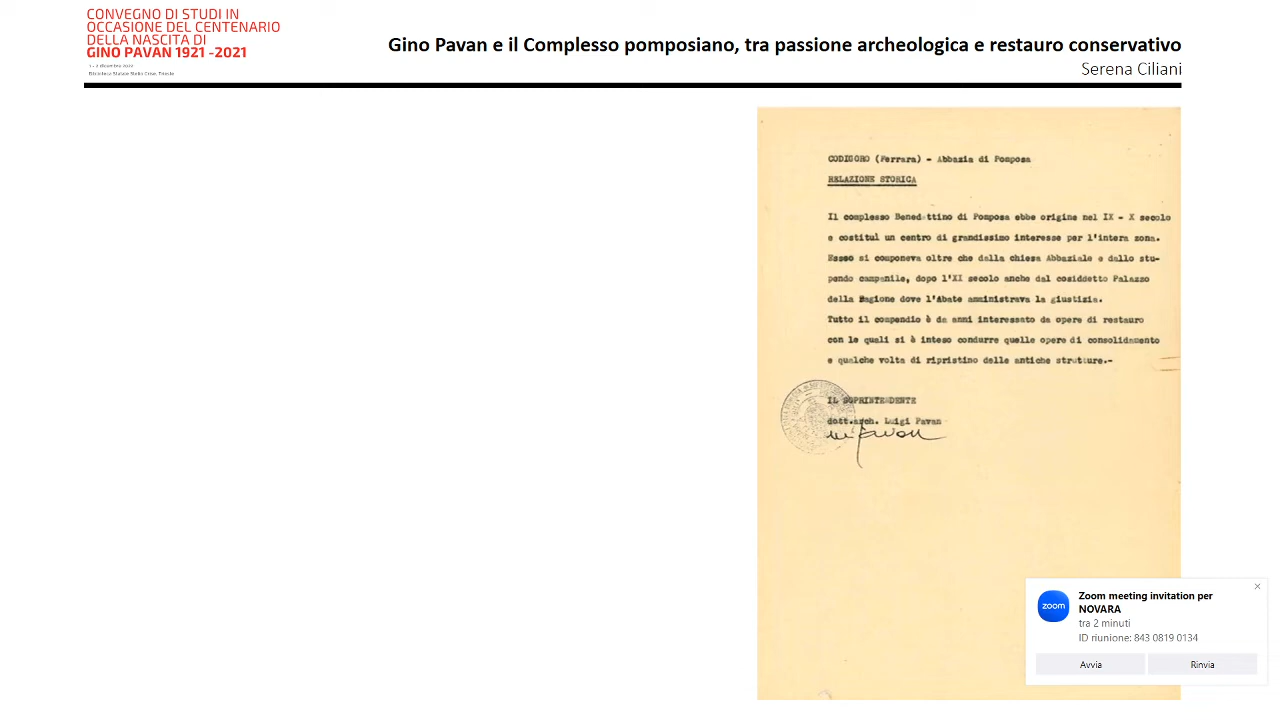 CONVEGNO DI STUDI IN
OCCASIONE DEL CENTENARIO
DELLA NASCITA DI
GINO PAVAN 1921 -2021
Gino Pavan e il Complesso pomposiano, tra passione archeologica e restauro conservativo
Serena Ciliani
CODIGORO (Ferrara) - Abbazia di Pomposa
RELAZIONE STORICA
Il complesso Benedettino di Pomposa ebbe origine nel IX - X secolo
e costituì un centro di grandissimo interesse per l'intera zona.
Esso si componeva oltre che dalla chiesa Abbaziale e dallo stu-
pendo campanile, dopo l'XI secolo anche dal cosiddetto Palazzo
della Ragione dove l'Abate amministrava la giustizia.
Tutto il compendio è da anni interessato da opere di restauro
con le quali si è inteso condurre quelle opere di consolidamento
e qualche volta di ripristino delle antiche strutture.-
IL SOPRINTENDENTE
dott.arch. Luigi Pavan
Zoom meeting invitation per
NOVARA
zoom
tra 2 minuti
ID riunione: 843 0819 0134
Avvia
Rinvia